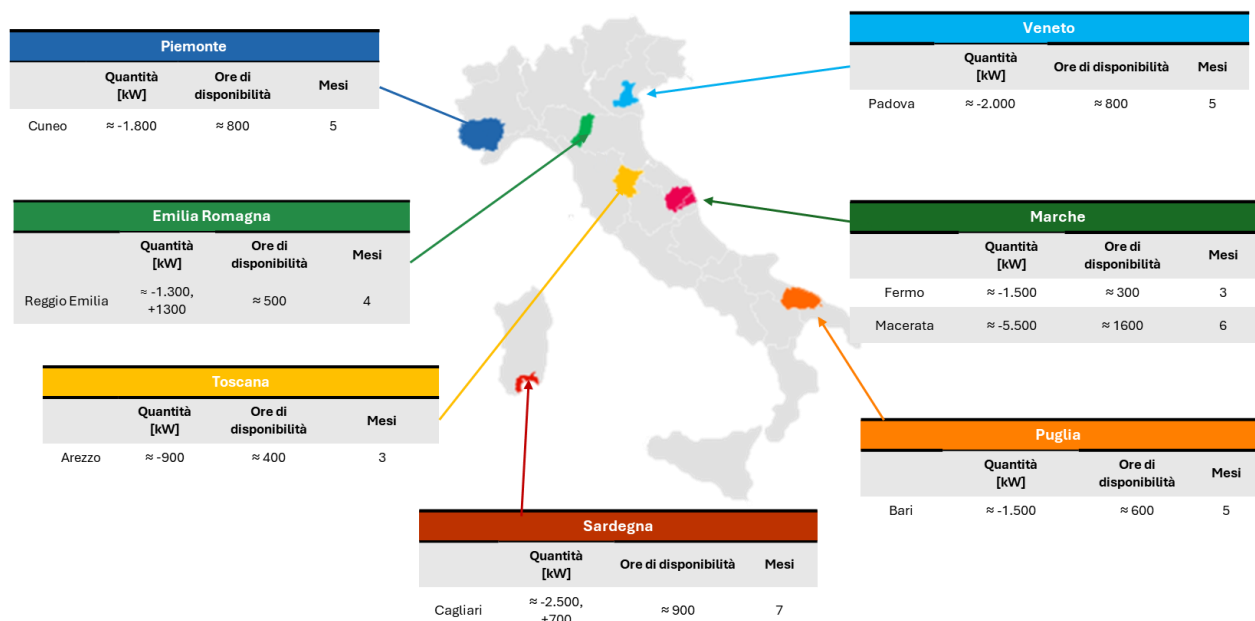 Piemonte
Quantità [kW] Ore di disponibilità Mesi
Cuneo ≈ -1.800 ≈ 800 5
Veneto
Quantità [kW] Ore di disponibilità Mesi
Padova ≈ -2.000 ≈ 800 5
Emilia Romagna
Quantità [kW] Ore di disponibilità Mesi
Reggio Emilia ≈ -1.300, +1300 ≈ 500 4
Marche
Quantità [kW] Ore di disponibilità Mesi
Fermo ≈ -1.500 ≈ 300 3
Macerata ≈ -5.500 ≈ 1600 6
Toscana
Quantità [kW] Ore di disponibilità Mesi
Arezzo ≈ -900 ≈ 400 3
Puglia
Quantità [kW] Ore di disponibilità Mesi
Bari ≈ -1.500 ≈ 600 5
Sardegna
Quantità [kW] Ore di disponibilità Mesi
Cagliari ≈ -2.500, +700 ≈ 900 7